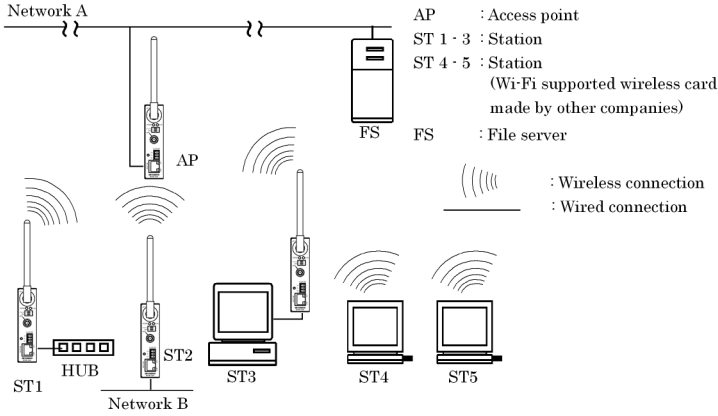 Network A
AP : Access point
ST 1 - 3 : Station
ST 4 - 5 : Station
(Wi-Fi supported wireless card
made by other companies)
FS : File server
: Wireless connection
: Wired connection
FS
AP
ST1
HUB
ST2
ST3
ST4
ST5
Network B